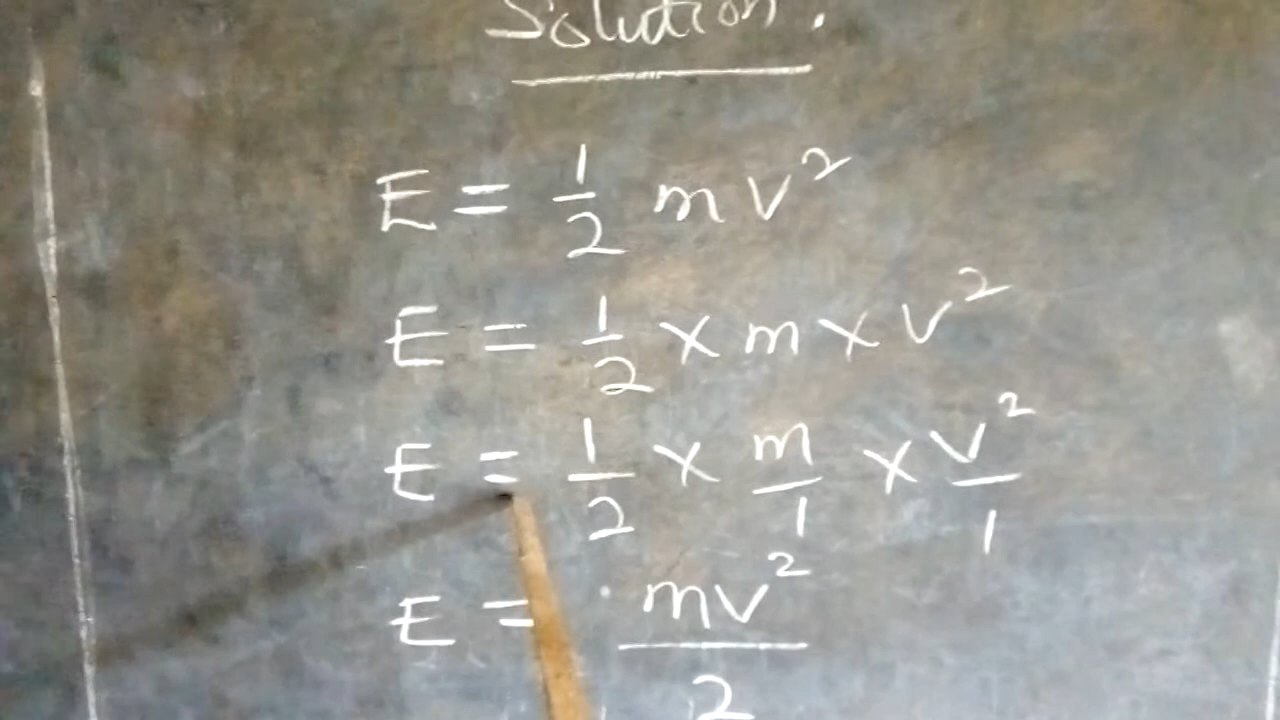 Solution.
E = 1/2 mv²
E = 1/2 × m × v²
E = 1/2 × m/1 × v²/1
E = mv²/2